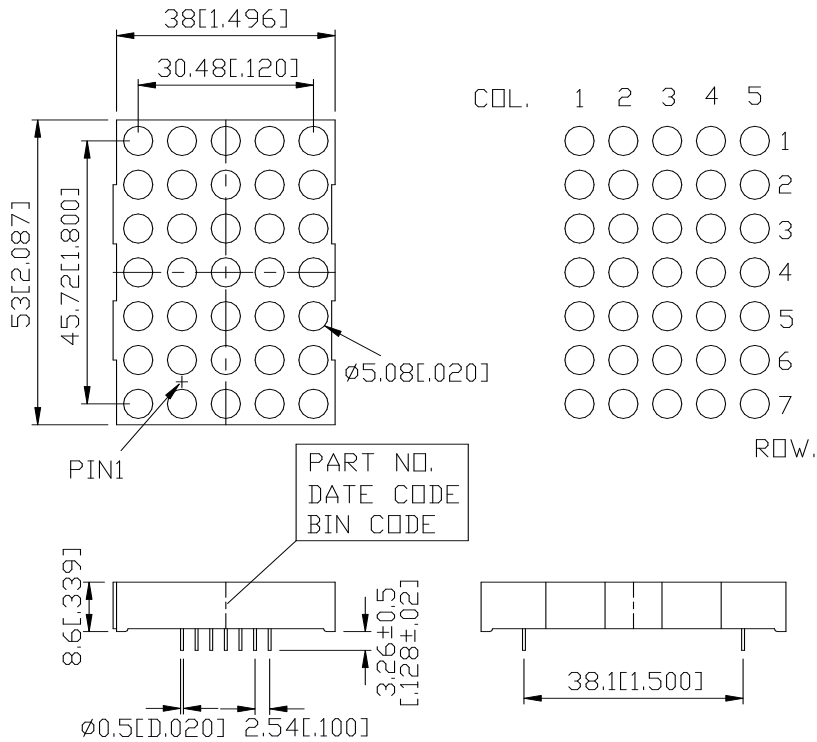 38[1.496]
30.48[.120]
COL. 1 2 3 4 5
1
2
3
4
5
6
7
ROW.
53[2.087]
45.72[1.800]
ø5.08[.020]
PIN1
PART NO.
DATE CODE
BIN CODE
8.6[.339]
3.26±0.5
[.128±.02]
38.1[1.500]
ø0.5[D.020]
2.54[.100]